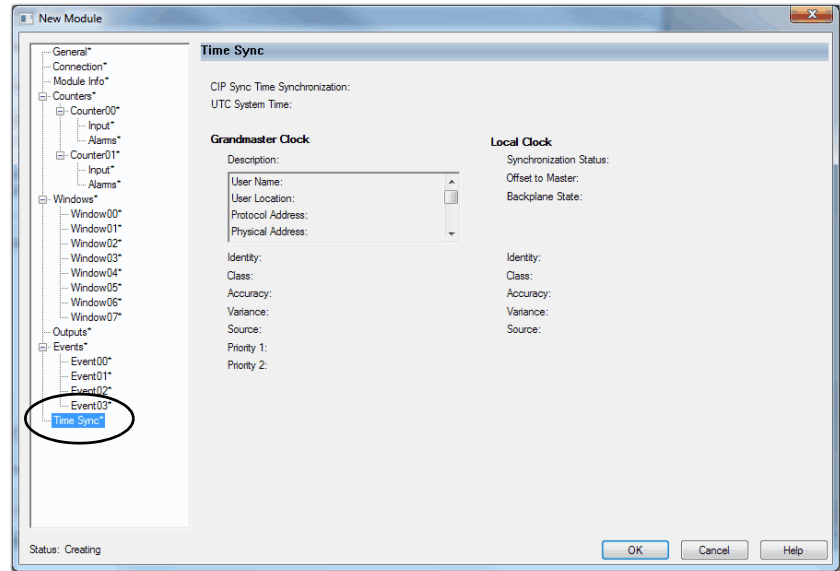 New Module
General*
Connection*
Module Info*
Counters*
Counter00*
Input*
Alarms*
Counter01*
Input*
Alarms*
Windows*
Window00*
Window01*
Window02*
Window03*
Window04*
Window05*
Window06*
Window07*
Outputs*
Events*
Event00*
Event01*
Event02*
Event03*
Time Sync*
Time Sync
CIP Sync Time Synchronization:
UTC System Time:
Grandmaster Clock
Description:
User Name:
User Location:
Protocol Address:
Physical Address:
Identity:
Class:
Accuracy:
Variance:
Source:
Priority 1:
Priority 2:
Local Clock
Synchronization Status:
Offset to Master:
Backplane State:
Identity:
Class:
Accuracy:
Variance:
Source:
Status: Creating
OK
Cancel
Help